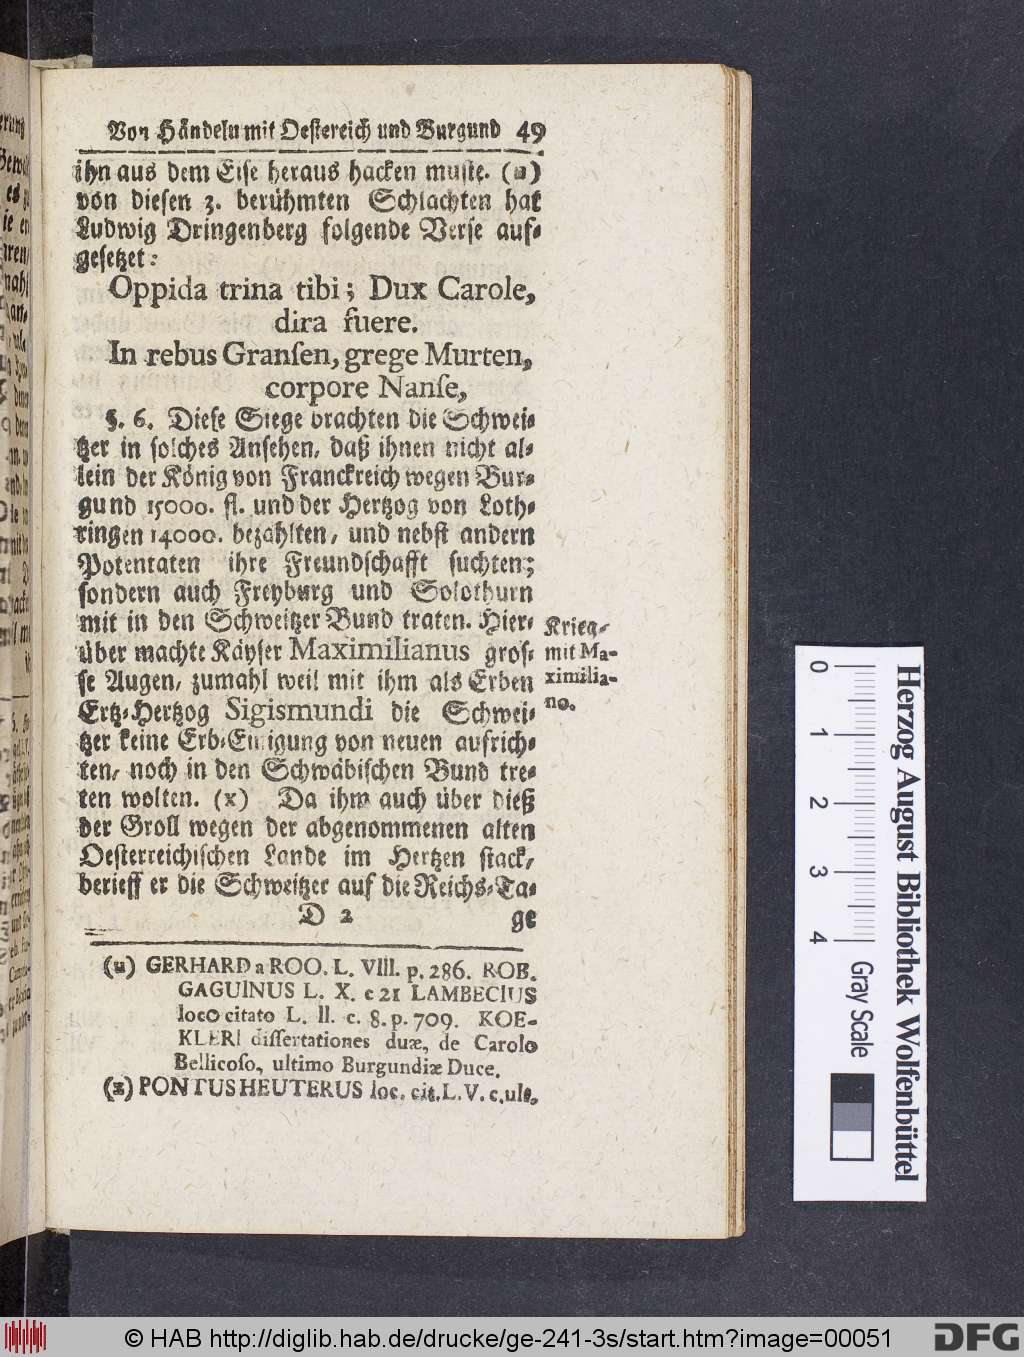 Von Händeln mit Oestereich und Burgund 49
ihn aus dem Eise heraus hacken muste. (u)
von diesen 3. berühmten Schlachten hat
Ludwig Dringenberg folgende Verse auf-
gesetzet:
Oppida trina tibi; Dux Carole,
dira fuere.
In rebus Granſen, grege Murten,
corpore Nanſe,
§. 6. Diese Siege brachten die Schwei-
tzer in solches Ansehen, daß ihnen nicht al-
lein der König von Franckreich wegen Bur-
gund 15000. fl. und der Hertzog von Loth-
ringen 14000. bezahlten, und nebst andern
Potentaten ihre Freundschafft suchten;
sondern auch Freyburg und Solothurn
mit in den Schweitzer Bund traten. Hier-
über machte Käyser Maximilianus gros-
se Augen, zumahl weil mit ihm als Erben
Ertz-Hertzog Sigismundi die Schwei-
tzer keine Erb-Einigung von neuen aufrich-
ten, noch in den Schwäbischen Bund tre-
ten wolten. (x) Da ihm auch über dieß
der Groll wegen der abgenommenen alten
Oesterreichischen Lande im Hertzen stack,
berieff er die Schweitzer auf die Reichs-Ta-
D 2 ge
Krieg
mit Ma-
ximilia-
no.
(u) GERHARD a ROO. L. VIII. p. 286. ROB.
GAGUINUS L. X. c 21 LAMBECIUS
loco citato L. II. c. 8. p. 709. KOE-
KLERI diſſertationes duæ, de Carolo
Bellicoſo, ultimo Burgundiæ Duce.
(x) PONTUS HEUTERUS loc. cit. L. V. c. ult.
0 1 2 3 4
Gray Scale
Herzog August Bibliothek Wolfenbüttel
© HAB http://diglib.hab.de/drucke/ge-241-3s/start.htm?image=00051
DFG